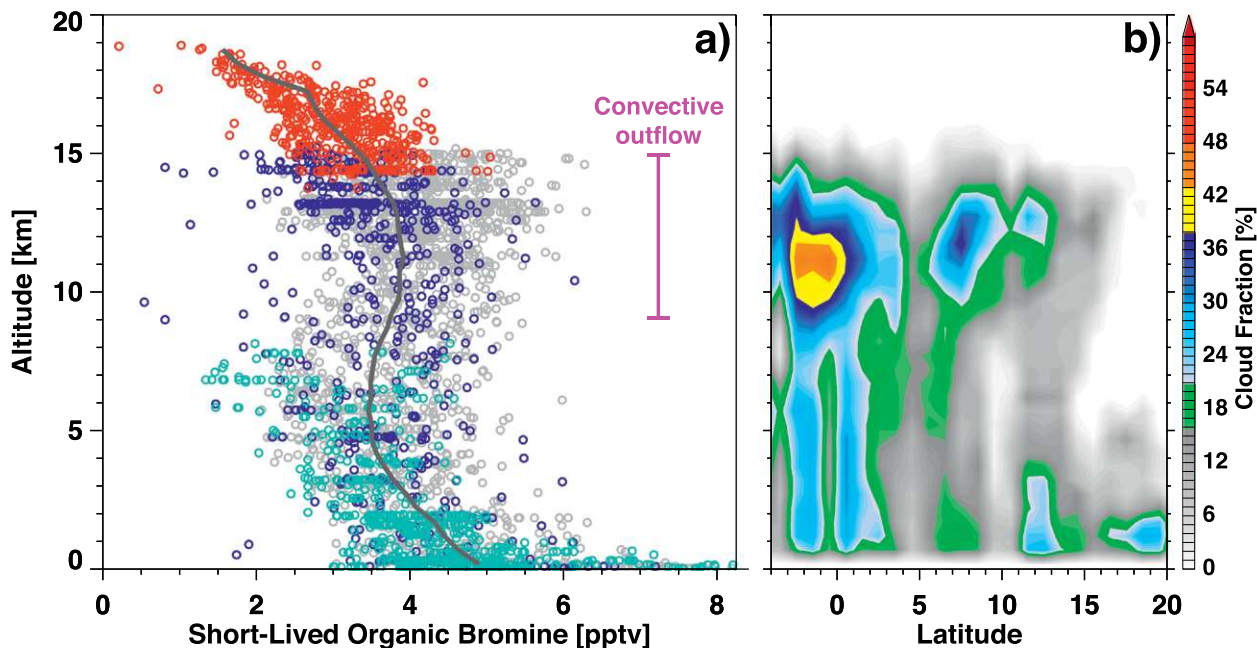 a)
b)
Convective
outflow
20
15
10
5
0
Altitude [km]
0 2 4 6 8
Short-Lived Organic Bromine [pptv]
0 5 10 15 20
Latitude
54
48
42
36
30
24
18
12
6
0
Cloud Fraction [%]